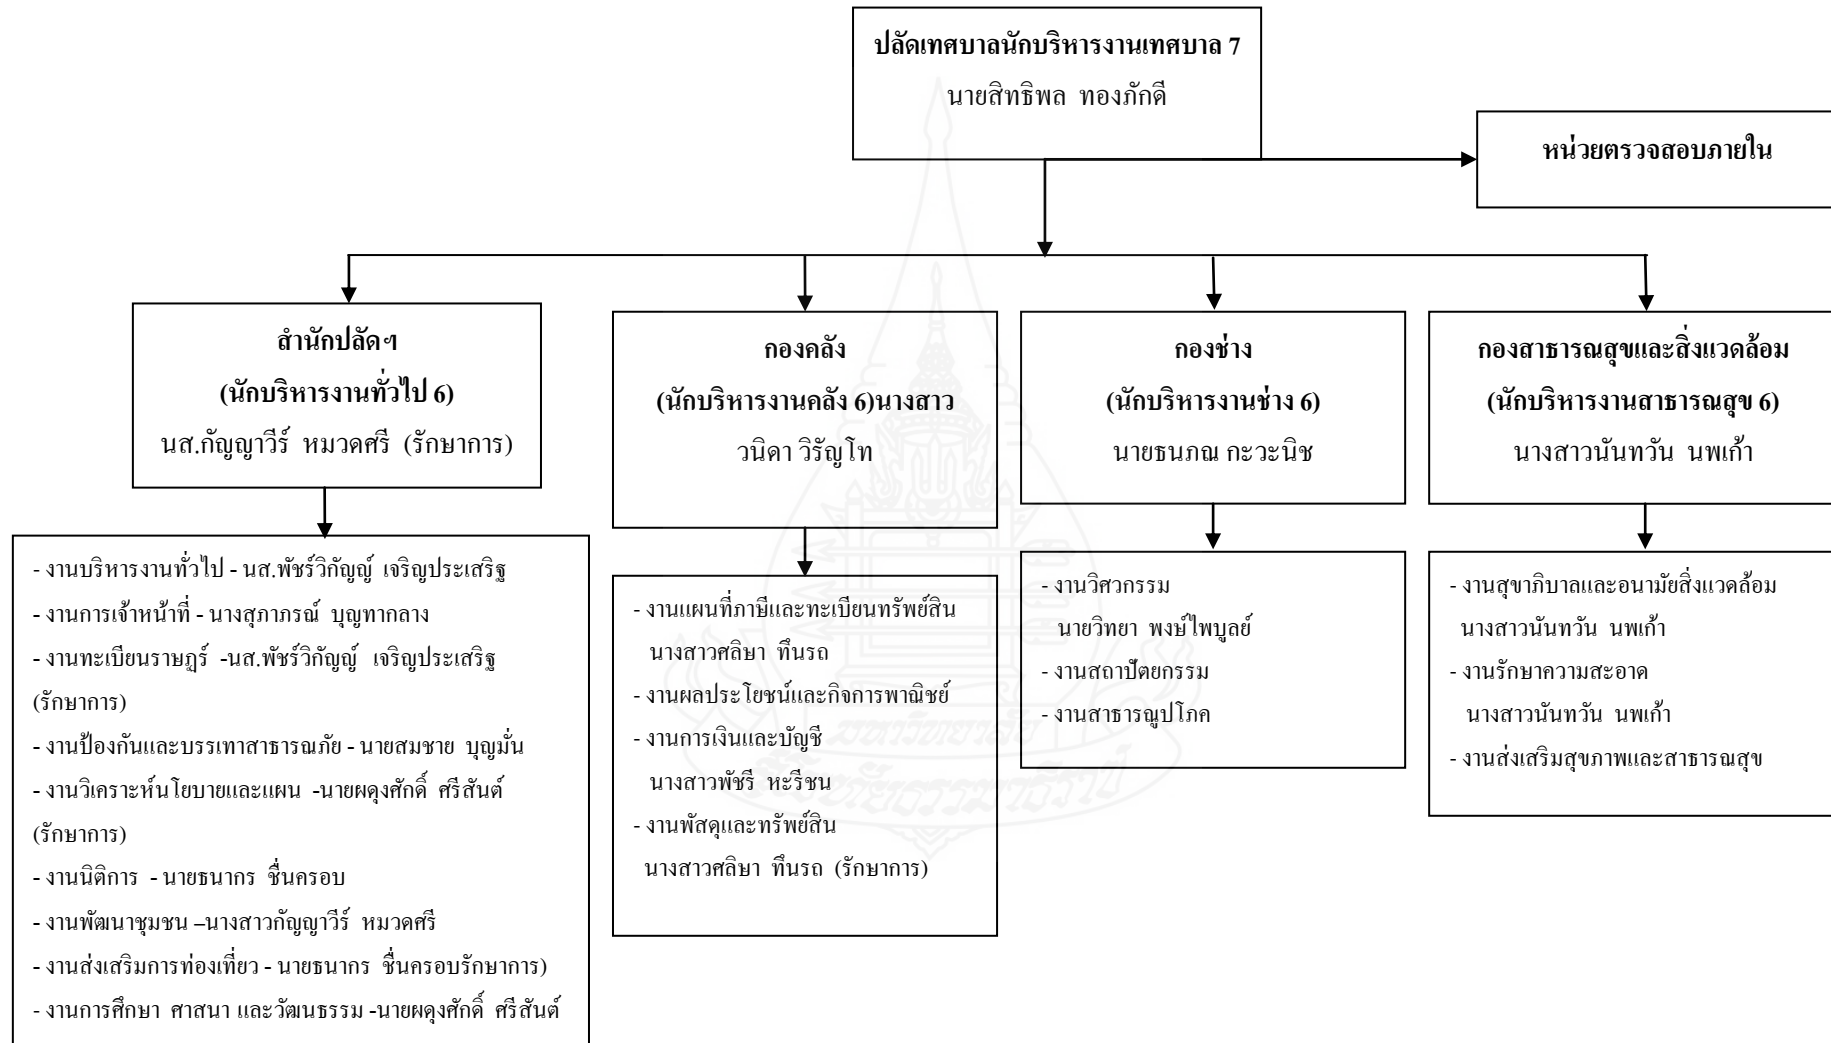 ปลัดเทศบาลนักบริหารงานเทศบาล 7
นายสิทธิพล ทองภักดี
หน่วยตรวจสอบภายใน
สำนักปลัดฯ
(นักบริหารงานทั่วไป 6)
นส.กัญญาวีร์ หมวดศรี (รักษาการ)
กองคลัง
(นักบริหารงานคลัง 6)นางสาว
วนิดา วิรัญโท
กองช่าง
(นักบริหารงานช่าง 6)
นายธนภณ กะวะนิช
กองสาธารณสุขและสิ่งแวดล้อม
(นักบริหารงานสาธารณสุข 6)
นางสาวนันทวัน นพเก้า
- งานบริหารงานทั่วไป - นส.พัชร์วิกัญญ์ เจริญประเสริฐ
- งานการเจ้าหน้าที่ - นางสุภาภรณ์ บุญทากลาง
- งานทะเบียนราษฎร์ -นส.พัชร์วิกัญญ์ เจริญประเสริฐ
(รักษาการ)
- งานป้องกันและบรรเทาสาธารณภัย - นายสมชาย บุญมั่น
- งานวิเคราะห์นโยบายและแผน -นายผดุงศักดิ์ ศรีสันต์
(รักษาการ)
- งานนิติการ - นายธนากร ชื่นครอบ
- งานพัฒนาชุมชน –นางสาวกัญญาวีร์ หมวดศรี
- งานส่งเสริมการท่องเที่ยว - นายธนากร ชื่นครอบรักษาการ)
- งานการศึกษา ศาสนา และวัฒนธรรม -นายผดุงศักดิ์ ศรีสันต์
- งานแผนที่ภาษีและทะเบียนทรัพย์สิน
นางสาวศลิษา ทึนรถ
- งานผลประโยชน์และกิจการพาณิชย์
- งานการเงินและบัญชี
นางสาวพัชรี หะรีชน
- งานพัสดุและทรัพย์สิน
นางสาวศลิษา ทึนรถ (รักษาการ)
- งานวิศวกรรม
นายวิทยา พงษ์ไพบูลย์
- งานสถาปัตยกรรม
- งานสาธารณูปโภค
- งานสุขาภิบาลและอนามัยสิ่งแวดล้อม
นางสาวนันทวัน นพเก้า
- งานรักษาความสะอาด
นางสาวนันทวัน นพเก้า
- งานส่งเสริมสุขภาพและสาธารณสุข
มหาวิทยาลัย
สุโขทัยธรรมาธิราช